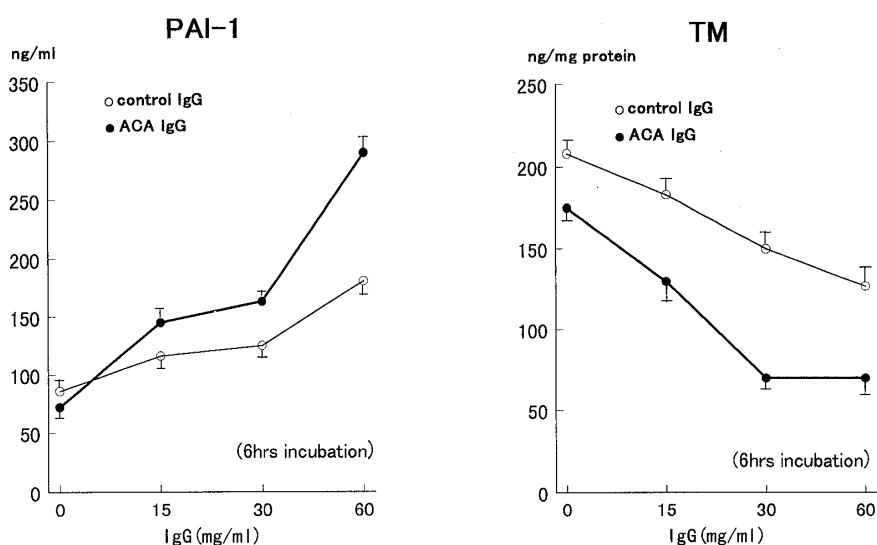 PAI-1
ng/ml
350
300
250
200
150
100
50
0
control IgG
ACA IgG
(6hrs incubation)
0 15 30 60
IgG(mg/ml)
TM
ng/mg protein
250
200
150
100
50
0
control IgG
ACA IgG
(6hrs incubation)
0 15 30 60
IgG(mg/ml)